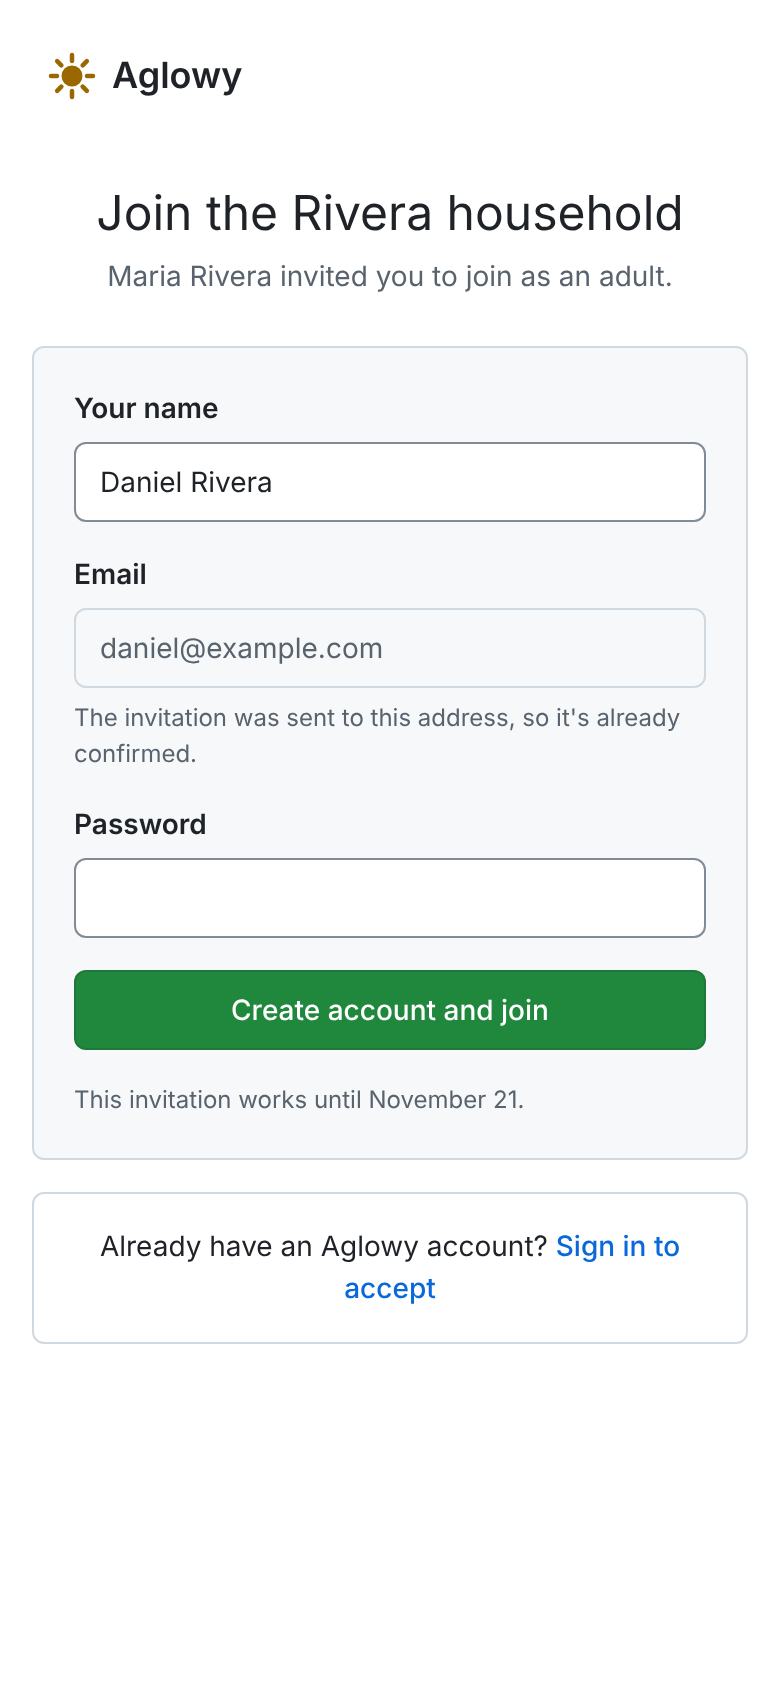 Aglowy
Join the Rivera household
Maria Rivera invited you to join as an adult.
Your name
Daniel Rivera
Email
daniel@example.com
The invitation was sent to this address, so it's already
confirmed.
Password
Create account and join
This invitation works until November 21.
Already have an Aglowy account? Sign in to
accept